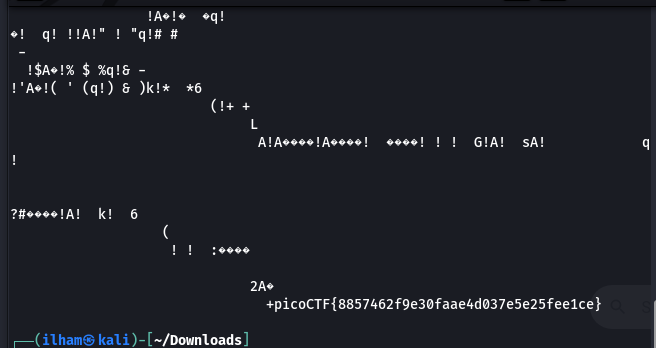 !A�!� �q!
�! q! !!A!" ! "q!# #
-
!$A�!% $ %q!& -
!'A�!( ' (q!) & )k!* *6
(!+ +
L
A!A����!A����! ����! ! ! G!A! sA! q
!
?#����!A! k! 6
(
! ! :����
2A�
+picoCTF{8857462f9e30faae4d037e5e25fee1ce}
┌──(ilham㉿kali)-[~/Downloads]